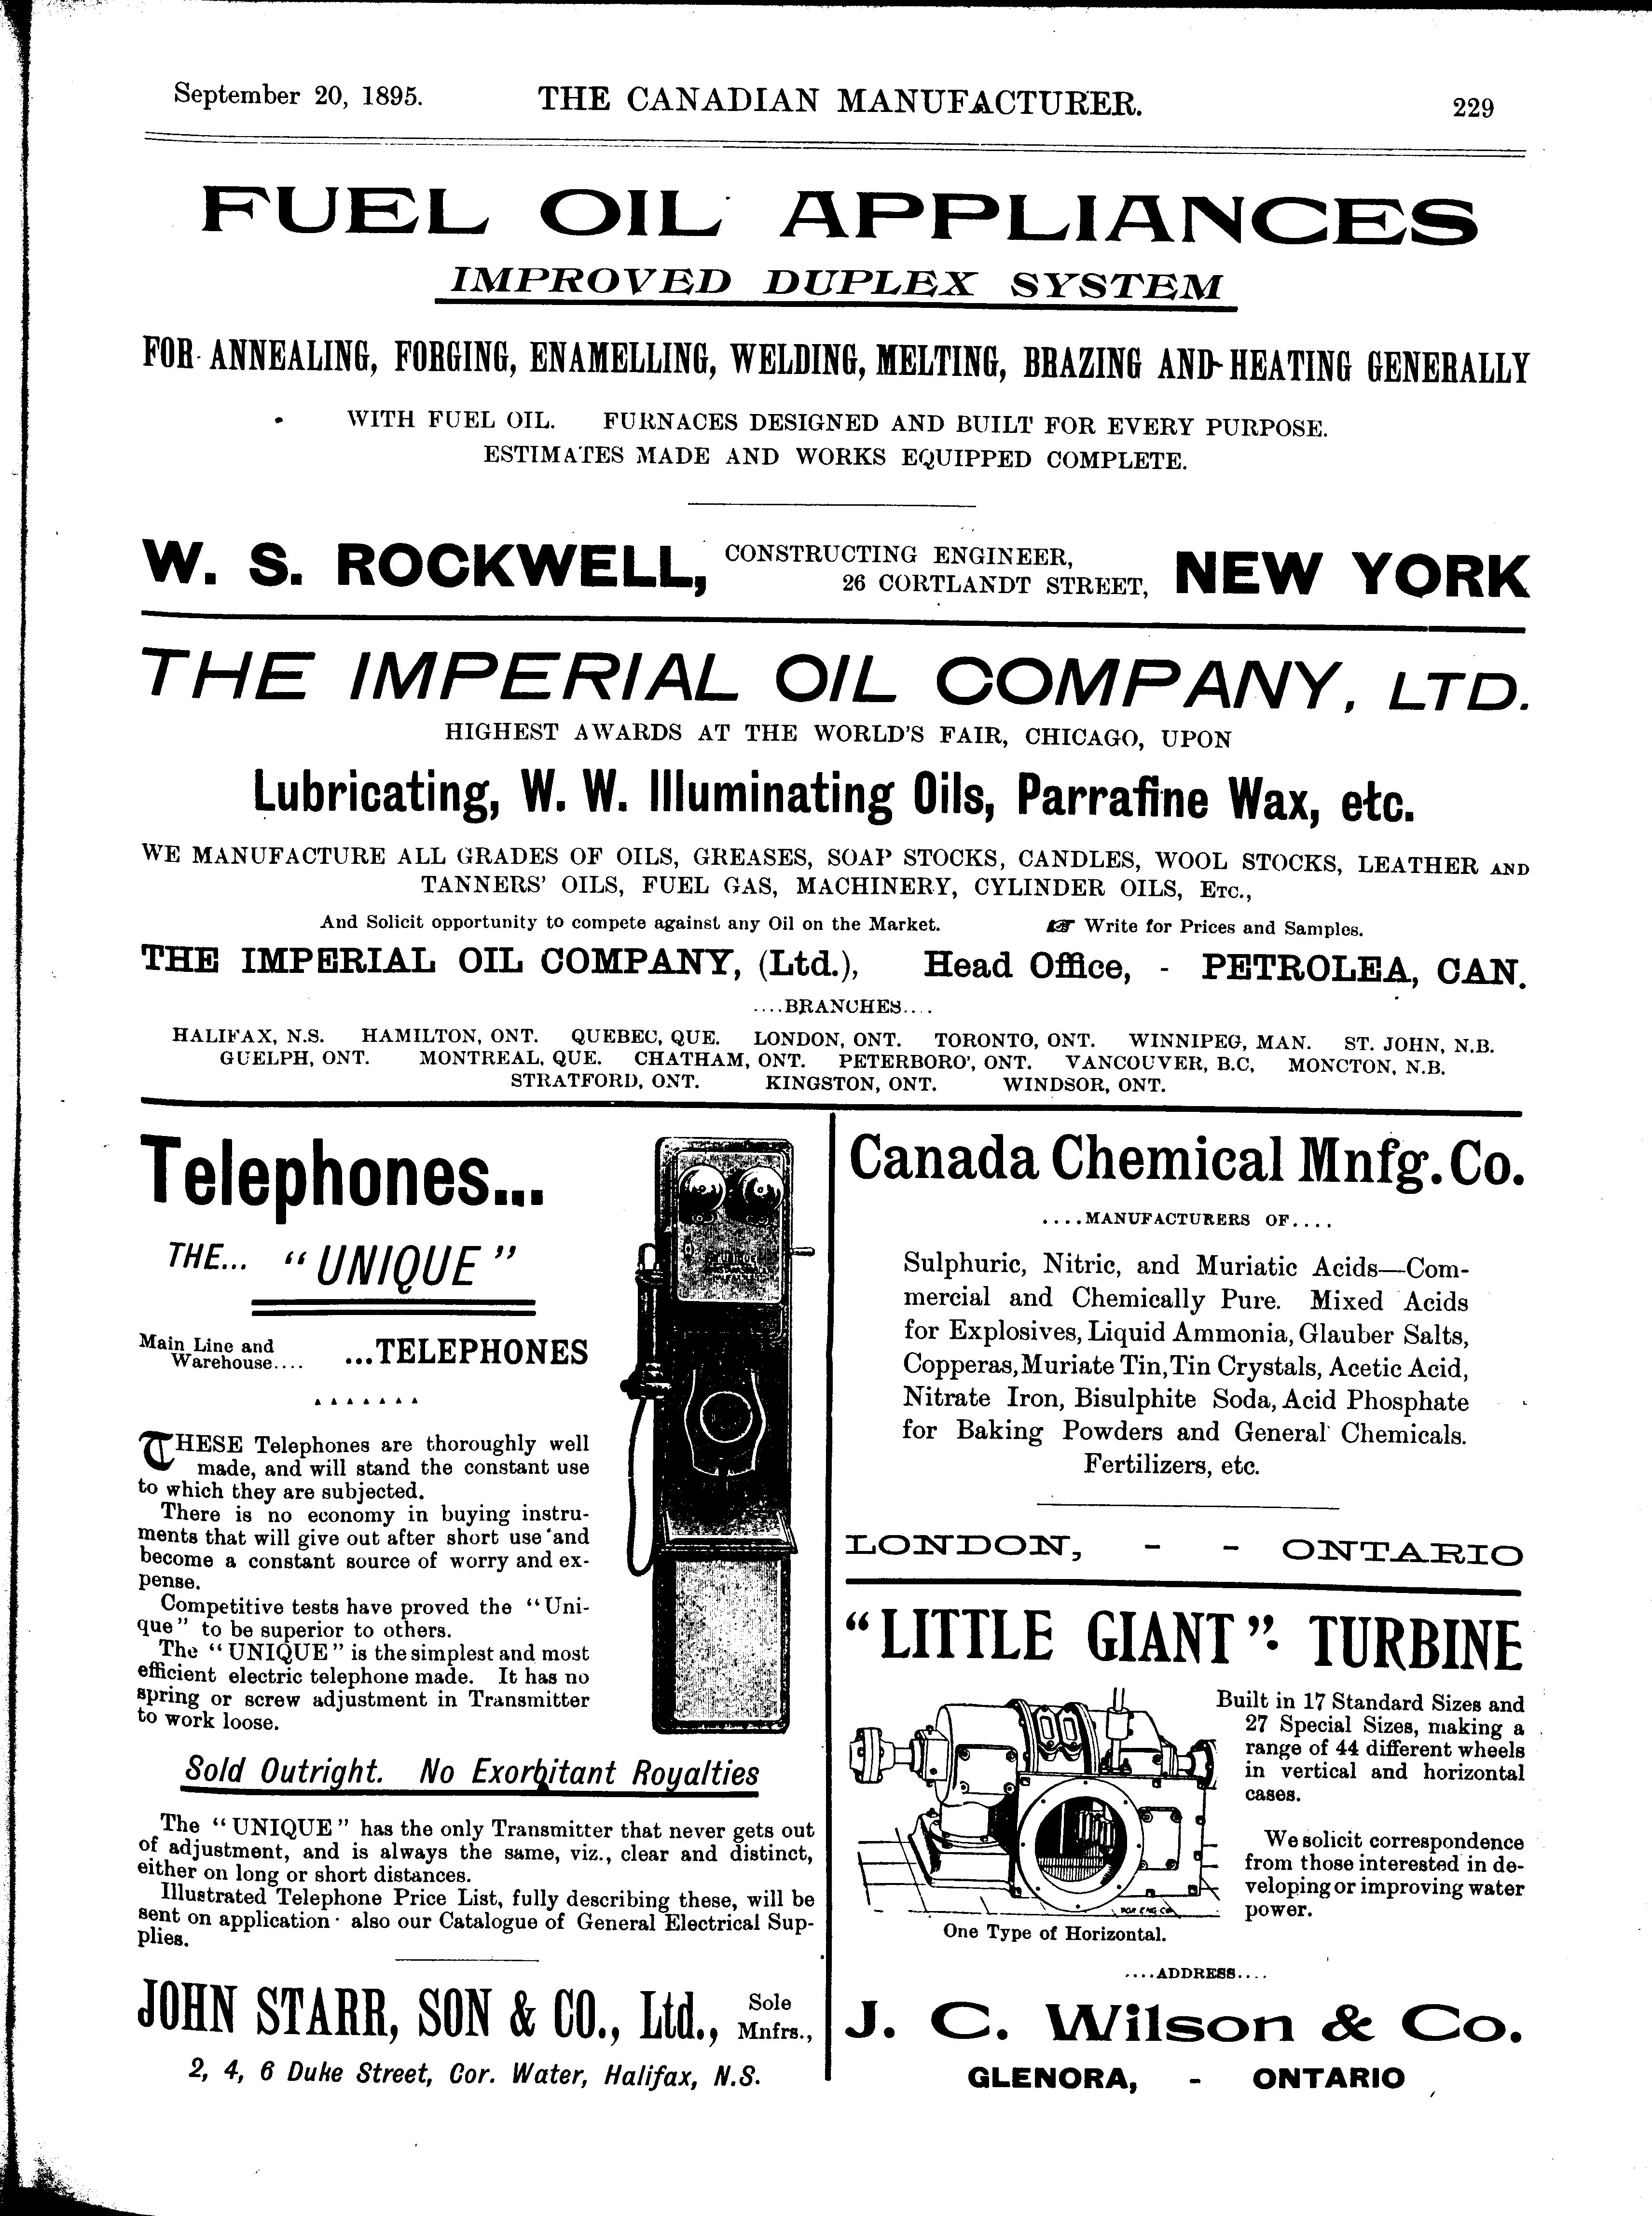 September 20, 1895. THE CANADIAN MANUFACTURER. 229
FUEL OIL APPLIANCES
IMPROVED DUPLEX SYSTEM
FOR ANNEALING, FORGING, ENAMELLING, WELDING, MELTING, BRAZING AND HEATING GENERALLY
WITH FUEL OIL. FURNACES DESIGNED AND BUILT FOR EVERY PURPOSE.
ESTIMATES MADE AND WORKS EQUIPPED COMPLETE.
W. S. ROCKWELL, CONSTRUCTING ENGINEER, 26 CORTLANDT STREET, NEW YORK
THE IMPERIAL OIL COMPANY, LTD.
HIGHEST AWARDS AT THE WORLD'S FAIR, CHICAGO, UPON
Lubricating, W. W. Illuminating Oils, Parrafine Wax, etc.
WE MANUFACTURE ALL GRADES OF OILS, GREASES, SOAP STOCKS, CANDLES, WOOL STOCKS, LEATHER AND
TANNERS' OILS, FUEL GAS, MACHINERY, CYLINDER OILS, ETC.,
And Solicit opportunity to compete against any Oil on the Market. ☞ Write for Prices and Samples.
THE IMPERIAL OIL COMPANY, (Ltd.), Head Office, - PETROLEA, CAN.
....BRANCHES....
HALIFAX, N.S. HAMILTON, ONT. QUEBEC, QUE. LONDON, ONT. TORONTO, ONT. WINNIPEG, MAN. ST. JOHN, N.B.
GUELPH, ONT. MONTREAL, QUE. CHATHAM, ONT. PETERBORO', ONT. VANCOUVER, B.C, MONCTON, N.B.
STRATFORD, ONT. KINGSTON, ONT. WINDSOR, ONT.
Telephones...
THE... "UNIQUE"
Main Line and
Warehouse.... ...TELEPHONES
THESE Telephones are thoroughly well
made, and will stand the constant use
to which they are subjected.
There is no economy in buying instru-
ments that will give out after short use and
become a constant source of worry and ex-
pense.
Competitive tests have proved the "Uni-
que" to be superior to others.
The "UNIQUE" is the simplest and most
efficient electric telephone made. It has no
spring or screw adjustment in Transmitter
to work loose.
Sold Outright. No Exorbitant Royalties
The "UNIQUE" has the only Transmitter that never gets out
of adjustment, and is always the same, viz., clear and distinct,
either on long or short distances.
Illustrated Telephone Price List, fully describing these, will be
sent on application · also our Catalogue of General Electrical Sup-
plies.
JOHN STARR, SON & CO., Ltd., Sole Mnfrs.,
2, 4, 6 Duke Street, Cor. Water, Halifax, N.S.
Canada Chemical Mnfg. Co.
....MANUFACTURERS OF....
Sulphuric, Nitric, and Muriatic Acids—Com-
mercial and Chemically Pure. Mixed Acids
for Explosives, Liquid Ammonia, Glauber Salts,
Copperas, Muriate Tin, Tin Crystals, Acetic Acid,
Nitrate Iron, Bisulphite Soda, Acid Phosphate
for Baking Powders and General Chemicals.
Fertilizers, etc.
LONDON, - - ONTARIO
"LITTLE GIANT" TURBINE
Built in 17 Standard Sizes and
27 Special Sizes, making a
range of 44 different wheels
in vertical and horizontal
cases.
We solicit correspondence
from those interested in de-
veloping or improving water
power.
One Type of Horizontal.
....ADDRESS....
J. C. Wilson & Co.
GLENORA, - ONTARIO